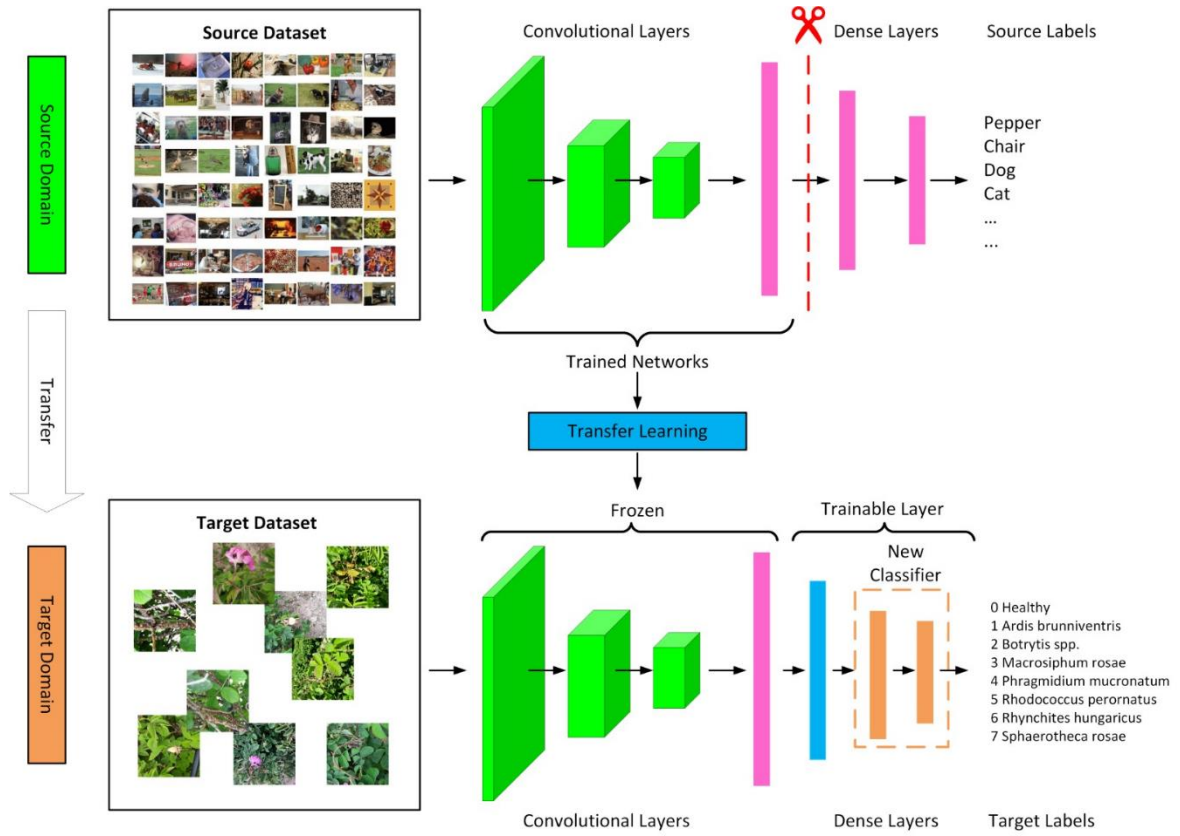 Source Dataset
Convolutional Layers
Dense Layers
Source Labels
Source Domain
Pepper
Chair
Dog
Cat
...
...
Trained Networks
Transfer
Transfer Learning
Target Dataset
Frozen
Trainable Layer
New
Classifier
Target Domain
0 Healthy
1 Ardis brunniventris
2 Botrytis spp.
3 Macrosiphum rosae
4 Phragmidium mucronatum
5 Rhodococcus perornatus
6 Rhynchites hungaricus
7 Sphaerotheca rosae
Convolutional Layers
Dense Layers
Target Labels